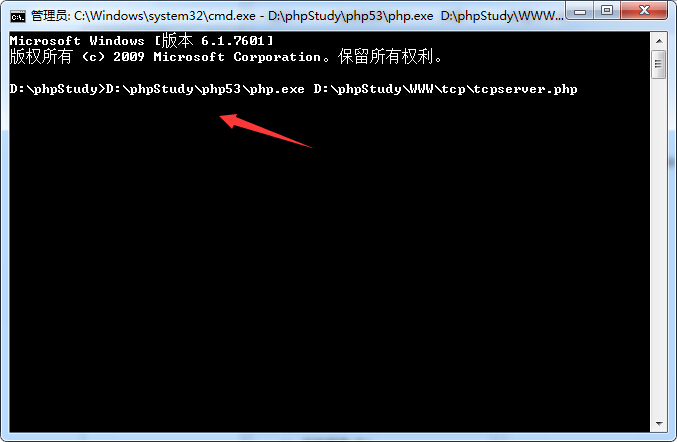 管理员: C:\Windows\system32\cmd.exe - D:\phpStudy\php53\php.exe  D:\phpStudy\WWW...
Microsoft Windows [版本 6.1.7601]
版权所有 (c) 2009 Microsoft Corporation。保留所有权利。
D:\phpStudy>D:\phpStudy\php53\php.exe D:\phpStudy\WWW\tcp\tcpserver.php